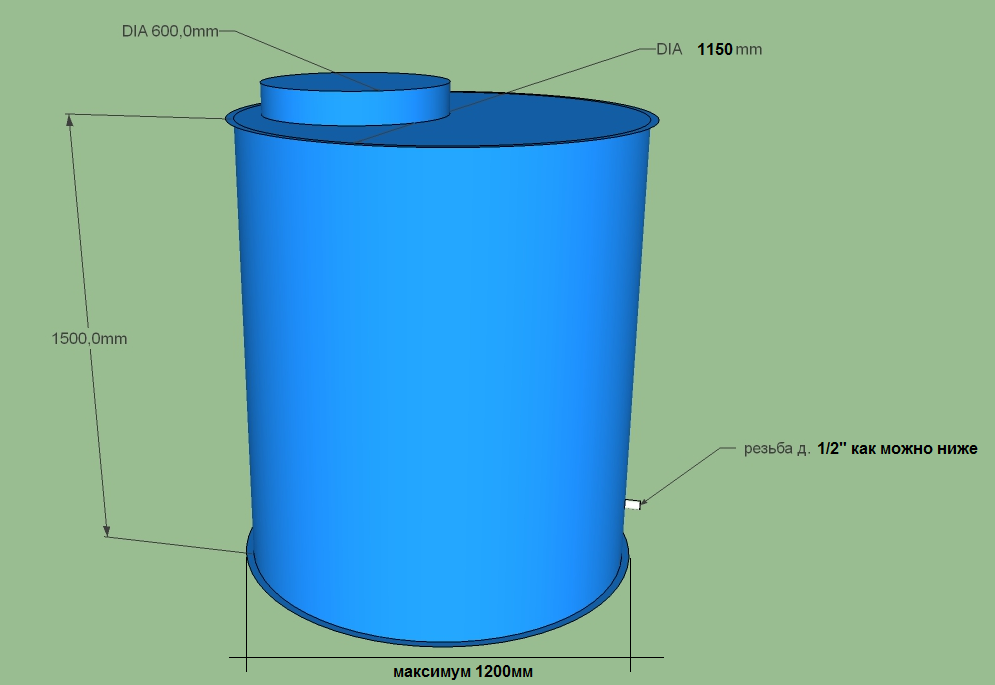 DIA 600,0mm
DIA 1150 mm
1500,0mm
резьба д. 1/2" как можно ниже
максимум 1200мм